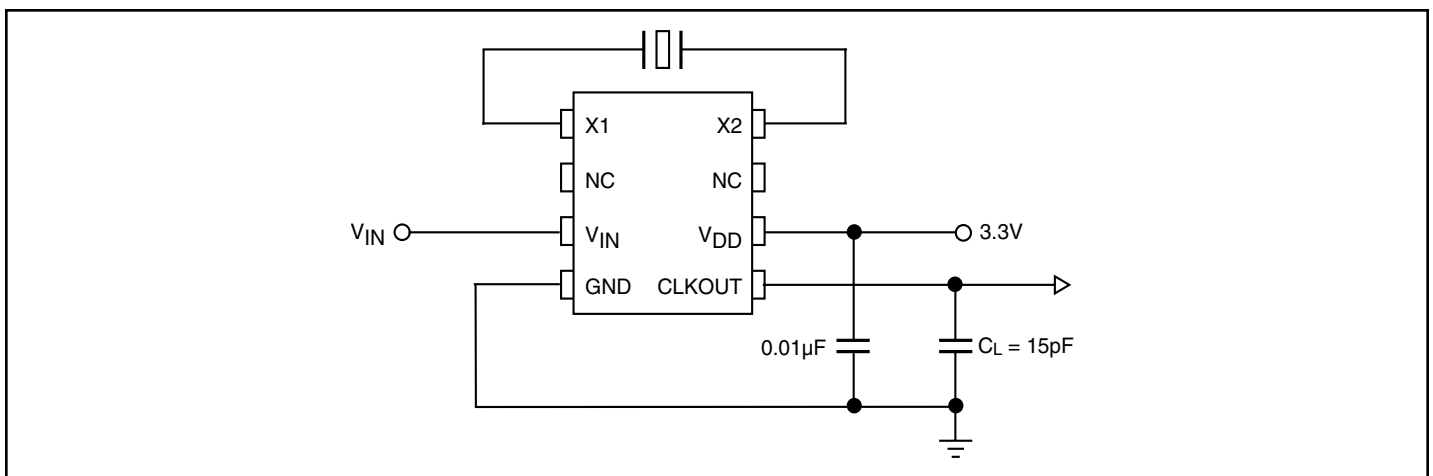 X1 X2
NC NC
VIN VIN VDD 3.3V
GND CLKOUT
0.01µF CL = 15pF